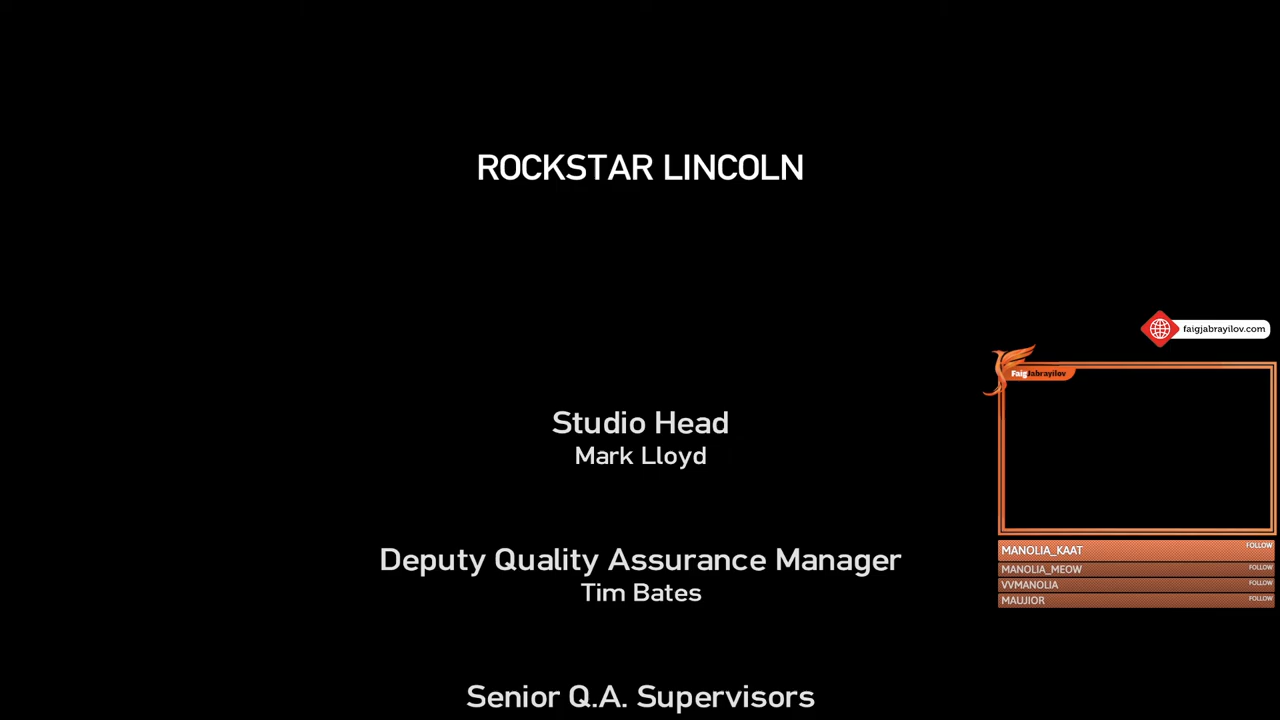 ROCKSTAR LINCOLN
Studio Head
Mark Lloyd
Deputy Quality Assurance Manager
Tim Bates
Senior Q.A. Supervisors
faigjabrayilov.com
FaigJabrayilov
MANOLIA_KAAT FOLLOW
MANOLIA_MEOW FOLLOW
VVMANOLIA FOLLOW
MAUJIOR FOLLOW